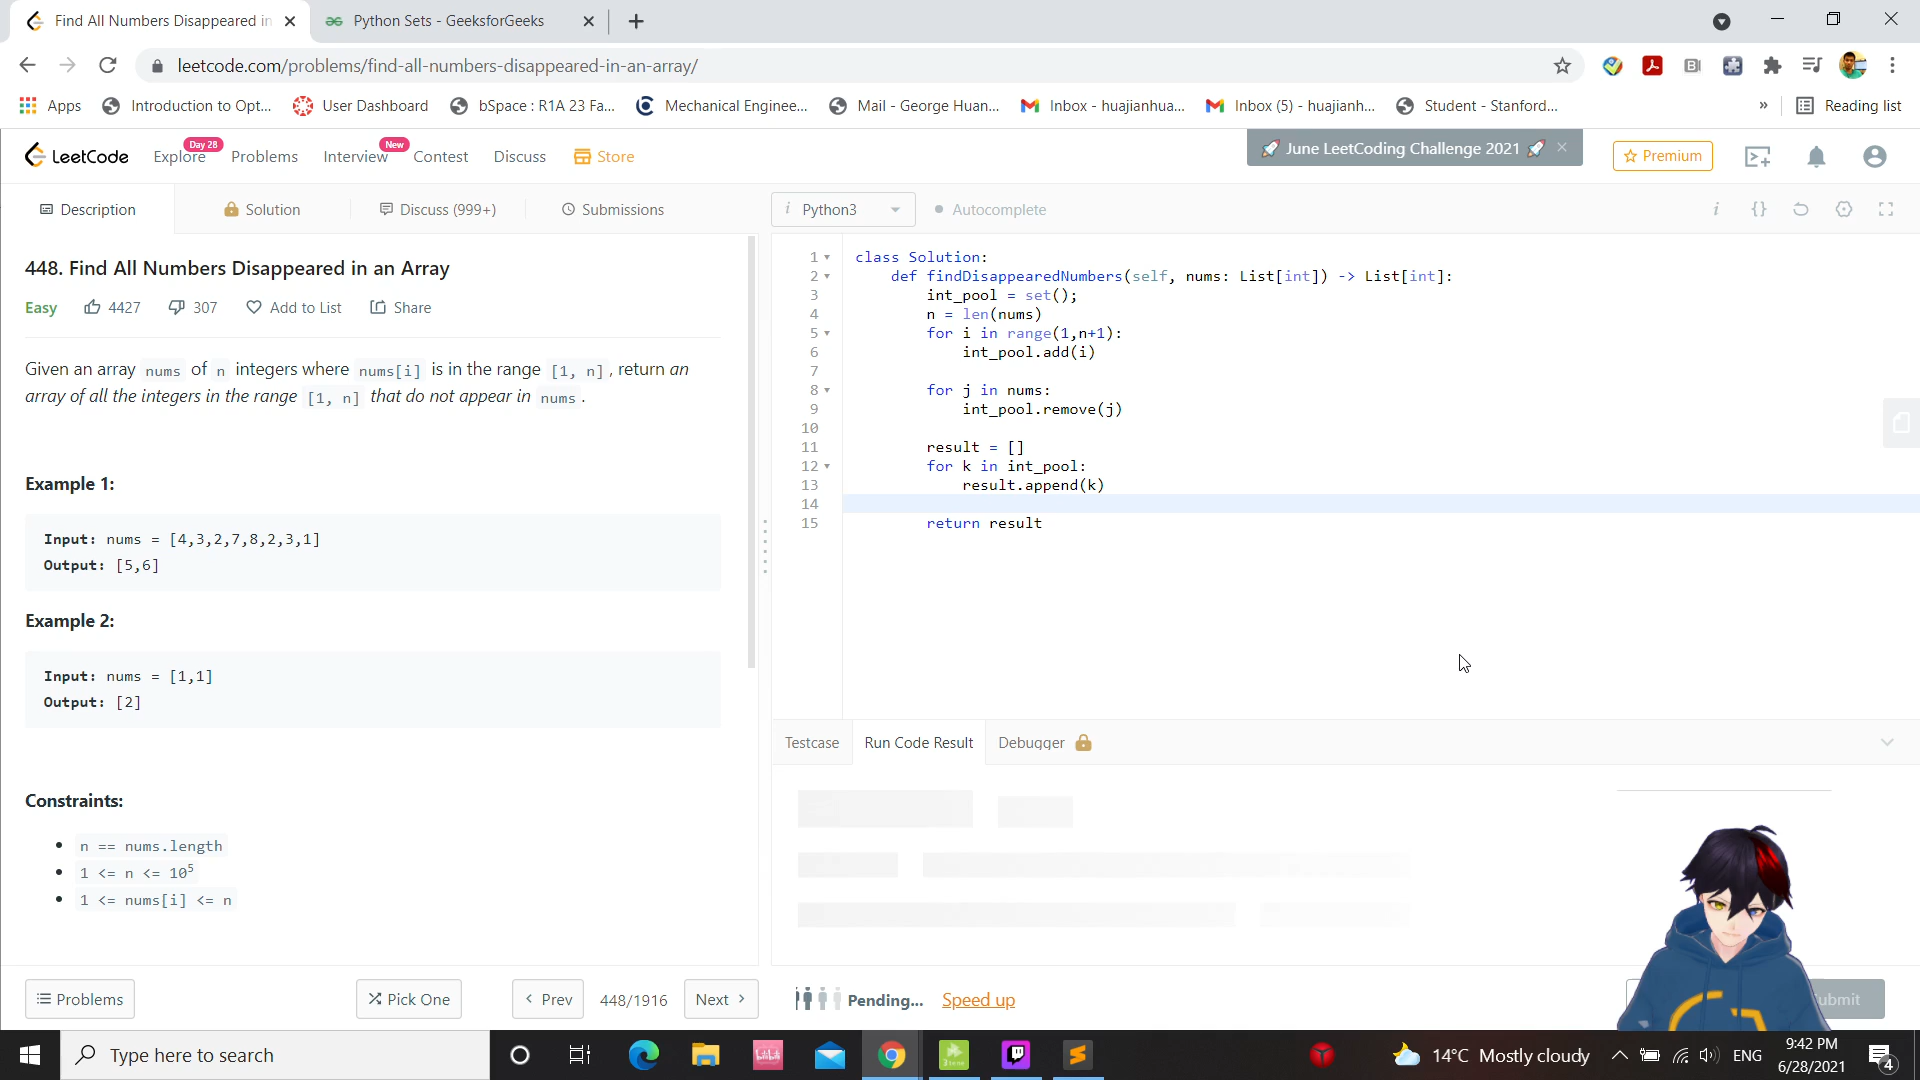 Find All Numbers Disappeared in
Python Sets - GeeksforGeeks
leetcode.com/problems/find-all-numbers-disappeared-in-an-array/
Apps
Introduction to Opt...
User Dashboard
bSpace : R1A 23 Fa...
Mechanical Enginee...
Mail - George Huan...
Inbox - huajianhua...
Inbox (5) - huajianh...
Student - Stanford...
»
Reading list
LeetCode
Explore
Day 28
Problems
Interview
New
Contest
Discuss
Store
June LeetCoding Challenge 2021
Premium
Description
Solution
Discuss (999+)
Submissions
i Python3
Autocomplete
448. Find All Numbers Disappeared in an Array
Easy 4427 307 Add to List Share
Given an array nums of n integers where nums[i] is in the range [1, n], return an
array of all the integers in the range [1, n] that do not appear in nums.
Example 1:
Input: nums = [4,3,2,7,8,2,3,1]
Output: [5,6]
Example 2:
Input: nums = [1,1]
Output: [2]
Constraints:
n == nums.length
1 <= n <= 10⁵
1 <= nums[i] <= n
1 class Solution:
2 def findDisappearedNumbers(self, nums: List[int]) -> List[int]:
3 int_pool = set();
4 n = len(nums)
5 for i in range(1,n+1):
6 int_pool.add(i)
7
8 for j in nums:
9 int_pool.remove(j)
10
11 result = []
12 for k in int_pool:
13 result.append(k)
14
15 return result
Testcase
Run Code Result
Debugger
Problems
Pick One
Prev
448/1916
Next
Pending...
Speed up
ubmit
Type here to search
14°C Mostly cloudy
ENG
9:42 PM
6/28/2021
4